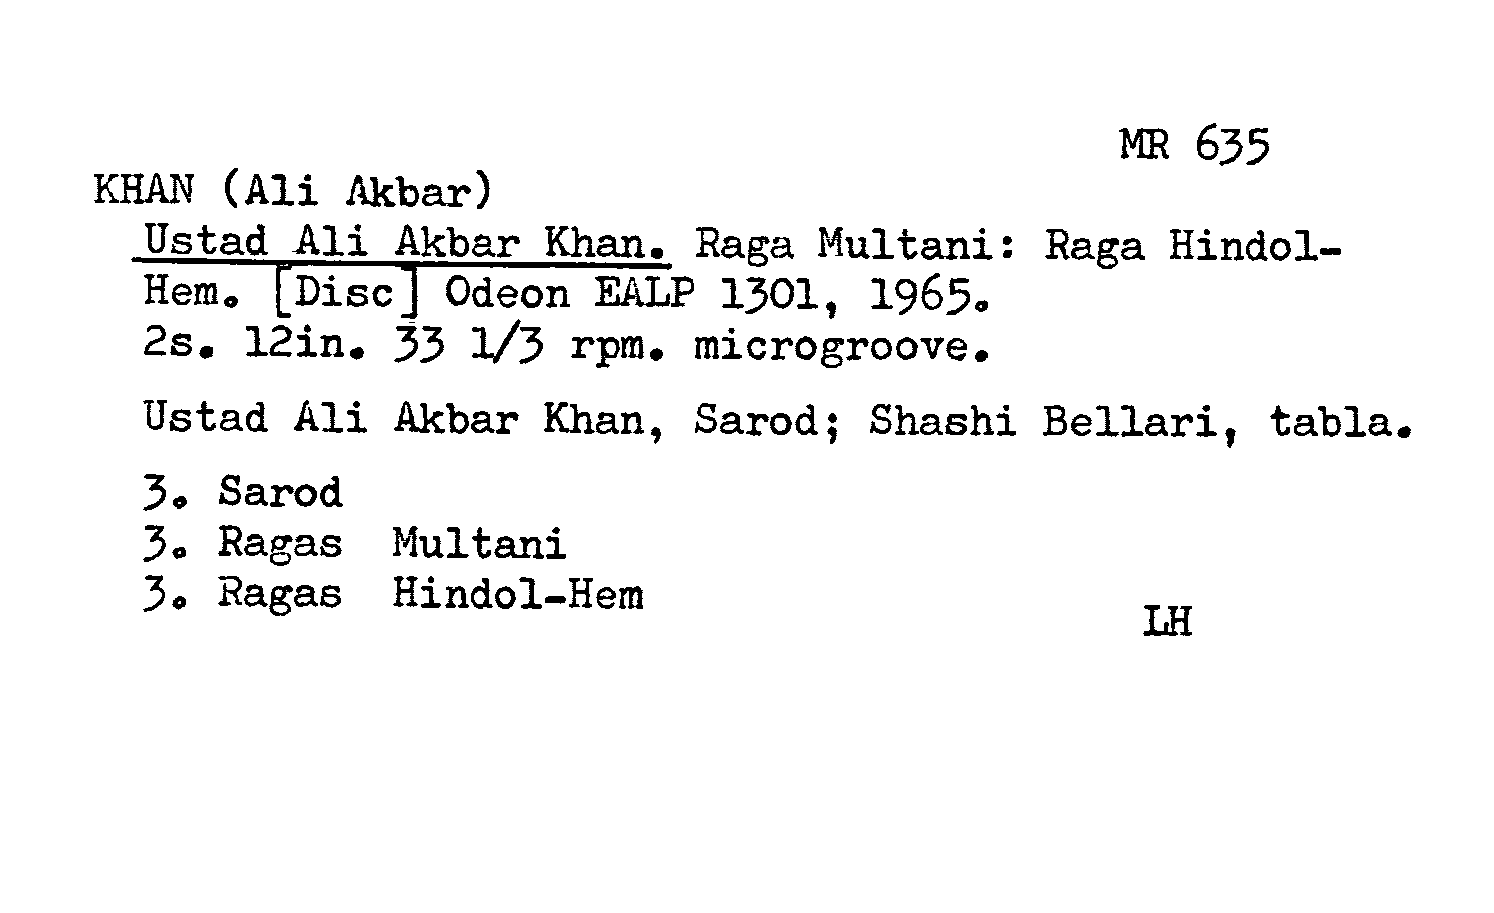 MR 635
KHAN (Ali Akbar)
Ustad Ali Akbar Khan. Raga Multani: Raga Hindol-
Hem. [Disc] Odeon EALP 1301, 1965.
2s. 12in. 33 1/3 rpm. microgroove.
Ustad Ali Akbar Khan, Sarod; Shashi Bellari, tabla.
3. Sarod
3. Ragas Multani
3. Ragas Hindol-Hem
LH